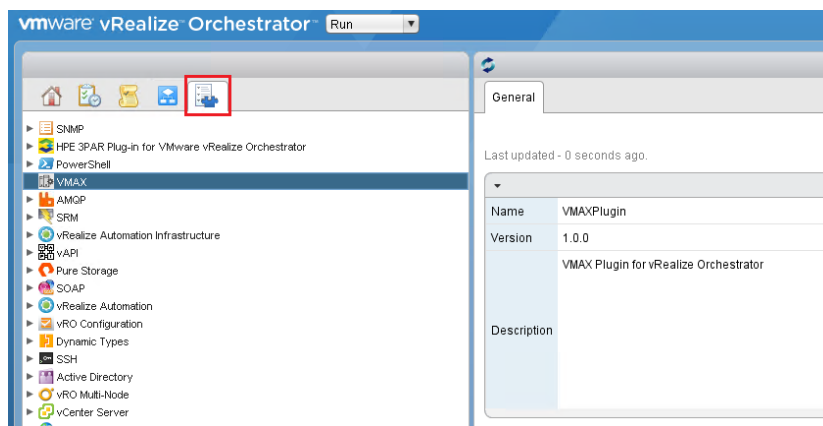 vmware vRealize™ Orchestrator™ Run
General
SNMP
HPE 3PAR Plug-in for VMware vRealize Orchestrator
PowerShell
VMAX
AMQP
SRM
vRealize Automation Infrastructure
vAPI
Pure Storage
SOAP
vRealize Automation
vRO Configuration
Dynamic Types
SSH
Active Directory
vRO Multi-Node
vCenter Server
Last updated - 0 seconds ago.
Name VMAXPlugin
Version 1.0.0
Description VMAX Plugin for vRealize Orchestrator